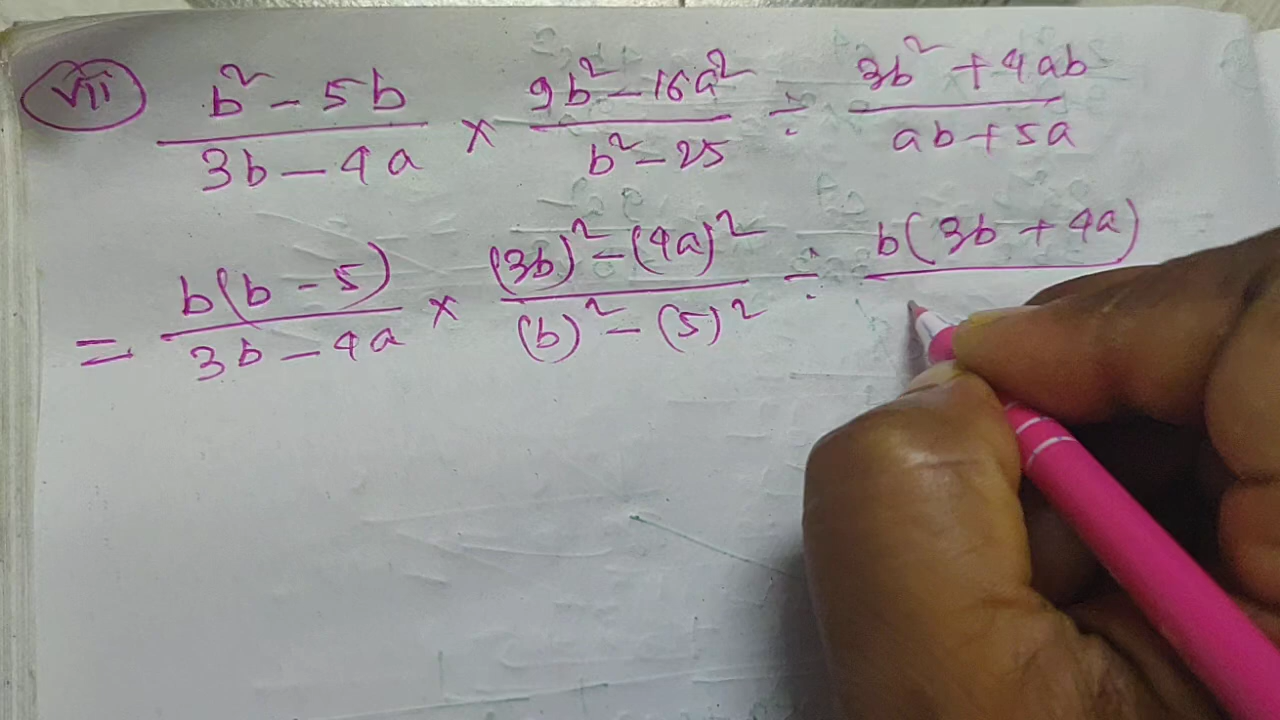 vii (b² - 5b)/(3b - 4a) × (9b² - 16a²)/(b² - 25) ÷ (3b² + 4ab)/(ab + 5a)
= b(b - 5)/(3b - 4a) × ((3b)² - (4a)²)/((b)² - (5)²) ÷ b(3b + 4a)/